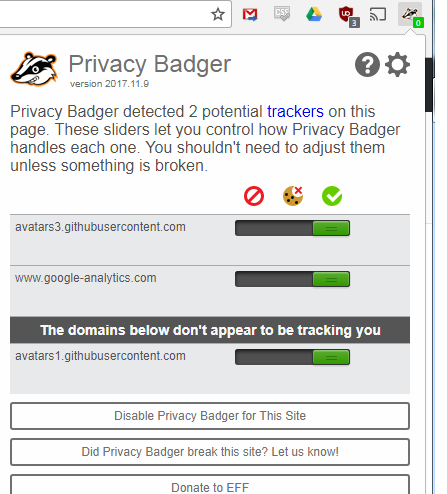 CSS
3
0
Privacy Badger
version 2017.11.9
Privacy Badger detected 2 potential trackers on this
page. These sliders let you control how Privacy Badger
handles each one. You shouldn't need to adjust them
unless something is broken.
avatars3.githubusercontent.com
www.google-analytics.com
The domains below don't appear to be tracking you
avatars1.githubusercontent.com
Disable Privacy Badger for This Site
Did Privacy Badger break this site? Let us know!
Donate to EFF